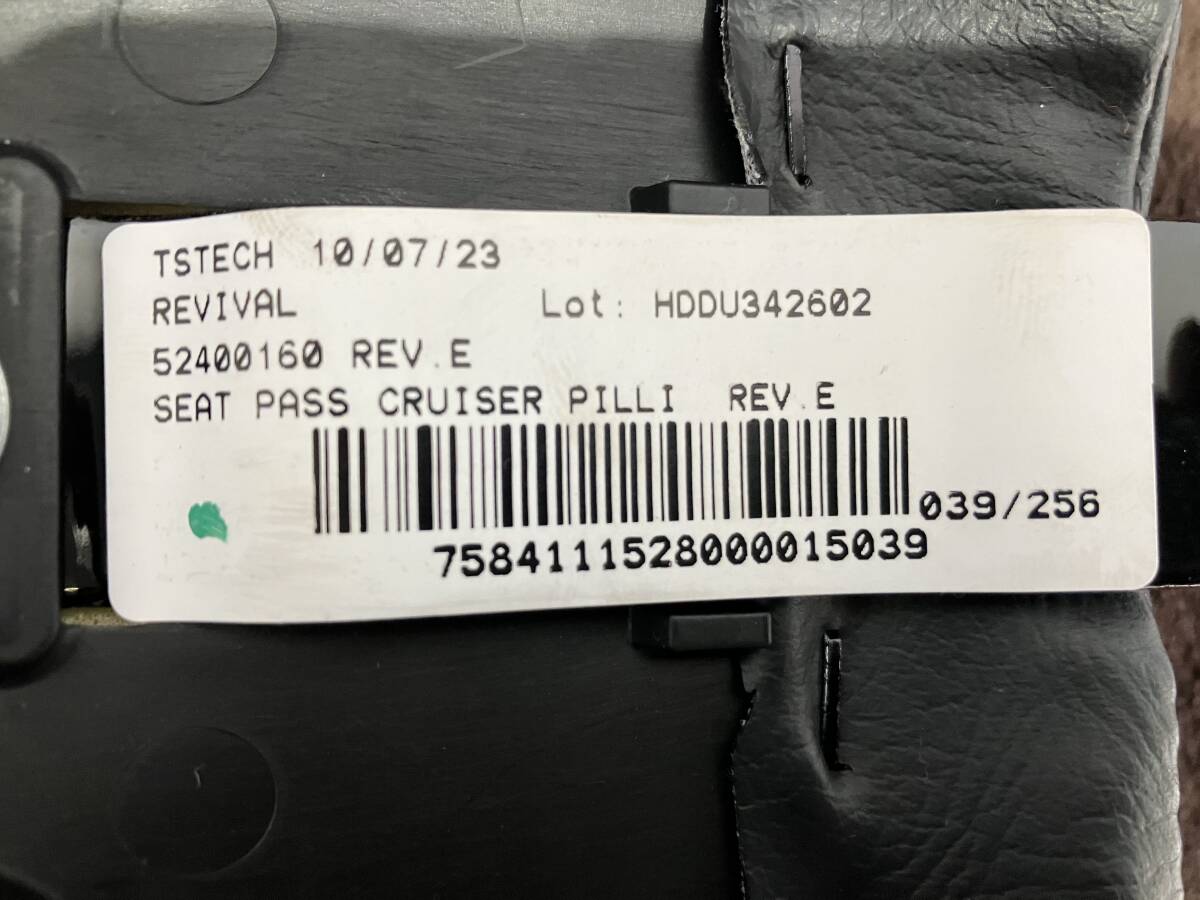 TSTECH 10/07/23
REVIVAL Lot: HDDU342602
52400160 REV.E
SEAT PASS CRUISER PILLI REV.E
039/256
7584111528000015039